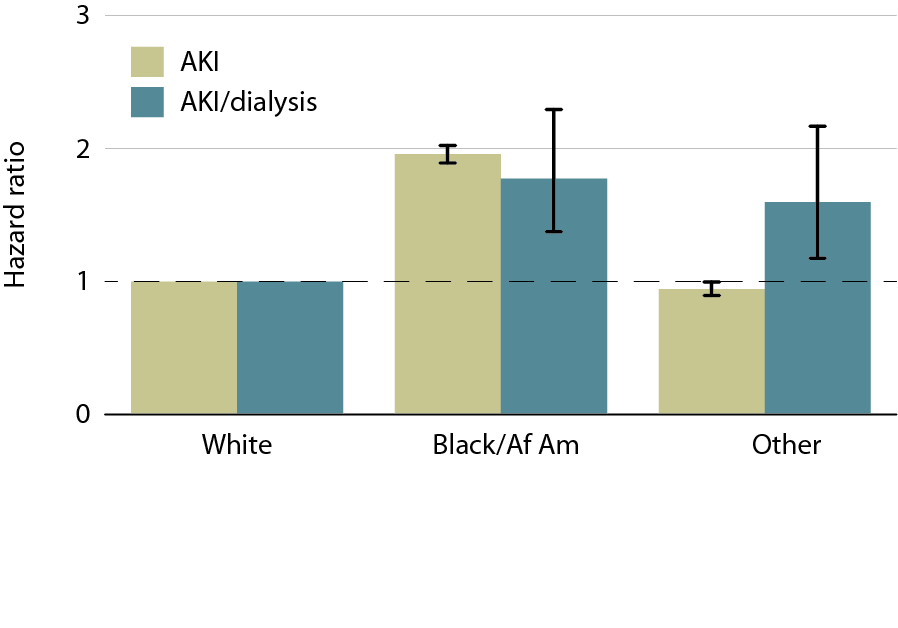 3
AKI
AKI/dialysis
2
Hazard ratio
1
0
White
Black/Af Am
Other